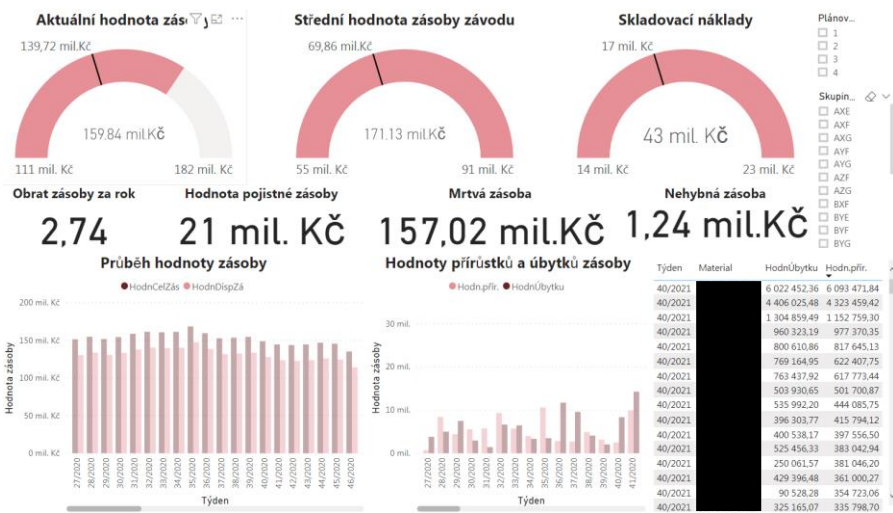 Aktuální hodnota zás
139,72 mil.Kč
159.84 mil.Kč
111 mil. Kč
182 mil. Kč
Střední hodnota zásoby závodu
69,86 mil.Kč
171.13 mil.Kč
55 mil. Kč
91 mil. Kč
Skladovací náklady
17 mil. Kč
43 mil. Kč
14 mil. Kč
23 mil. Kč
Plánov...
1
2
3
4
Skupin...
AXE
AXF
AXG
AYF
AYG
AZF
AZG
BXF
BYE
BYF
BYG
Obrat zásoby za rok
2,74
Hodnota pojistné zásoby
21 mil. Kč
Mrtvá zásoba
157,02 mil.Kč
Nehybná zásoba
1,24 mil.Kč
Průběh hodnoty zásoby
HodnCelZás HodnDispZá
Hodnota zásoby
200 mil. Kč
150 mil. Kč
100 mil. Kč
50 mil. Kč
0 mil. Kč
27/2020 28/2020 29/2020 30/2020 31/2020 32/2020 33/2020 34/2020 35/2020 36/2020 37/2020 38/2020 39/2020 40/2020 41/2020 42/2020 43/2020 44/2020 45/2020 46/2020
Týden
Hodnoty přírůstků a úbytků zásoby
Hodn.přír. HodnÚbytku
Hodnota zásoby
30 mil.
20 mil.
10 mil.
0 mil.
27/2020 28/2020 29/2020 30/2020 31/2020 32/2020 33/2020 34/2020 35/2020 36/2020 37/2020 38/2020 39/2020 40/2020 41/2020
Týden
Týden Material HodnÚbytku Hodn.přír.
40/2021 6 022 452,36 6 093 471,84
40/2021 4 406 025,48 4 323 459,42
40/2021 1 304 859,49 1 152 759,30
40/2021 960 323,19 977 370,35
40/2021 800 610,86 817 645,13
40/2021 769 164,95 622 407,75
40/2021 763 437,92 617 773,44
40/2021 503 930,65 501 700,87
40/2021 535 992,20 444 085,75
40/2021 396 303,77 415 794,12
40/2021 400 538,17 397 556,50
40/2021 525 456,33 383 042,94
40/2021 250 061,57 381 046,20
40/2021 429 396,48 361 000,27
40/2021 90 528,28 354 723,06
40/2021 325 165,07 335 798,70